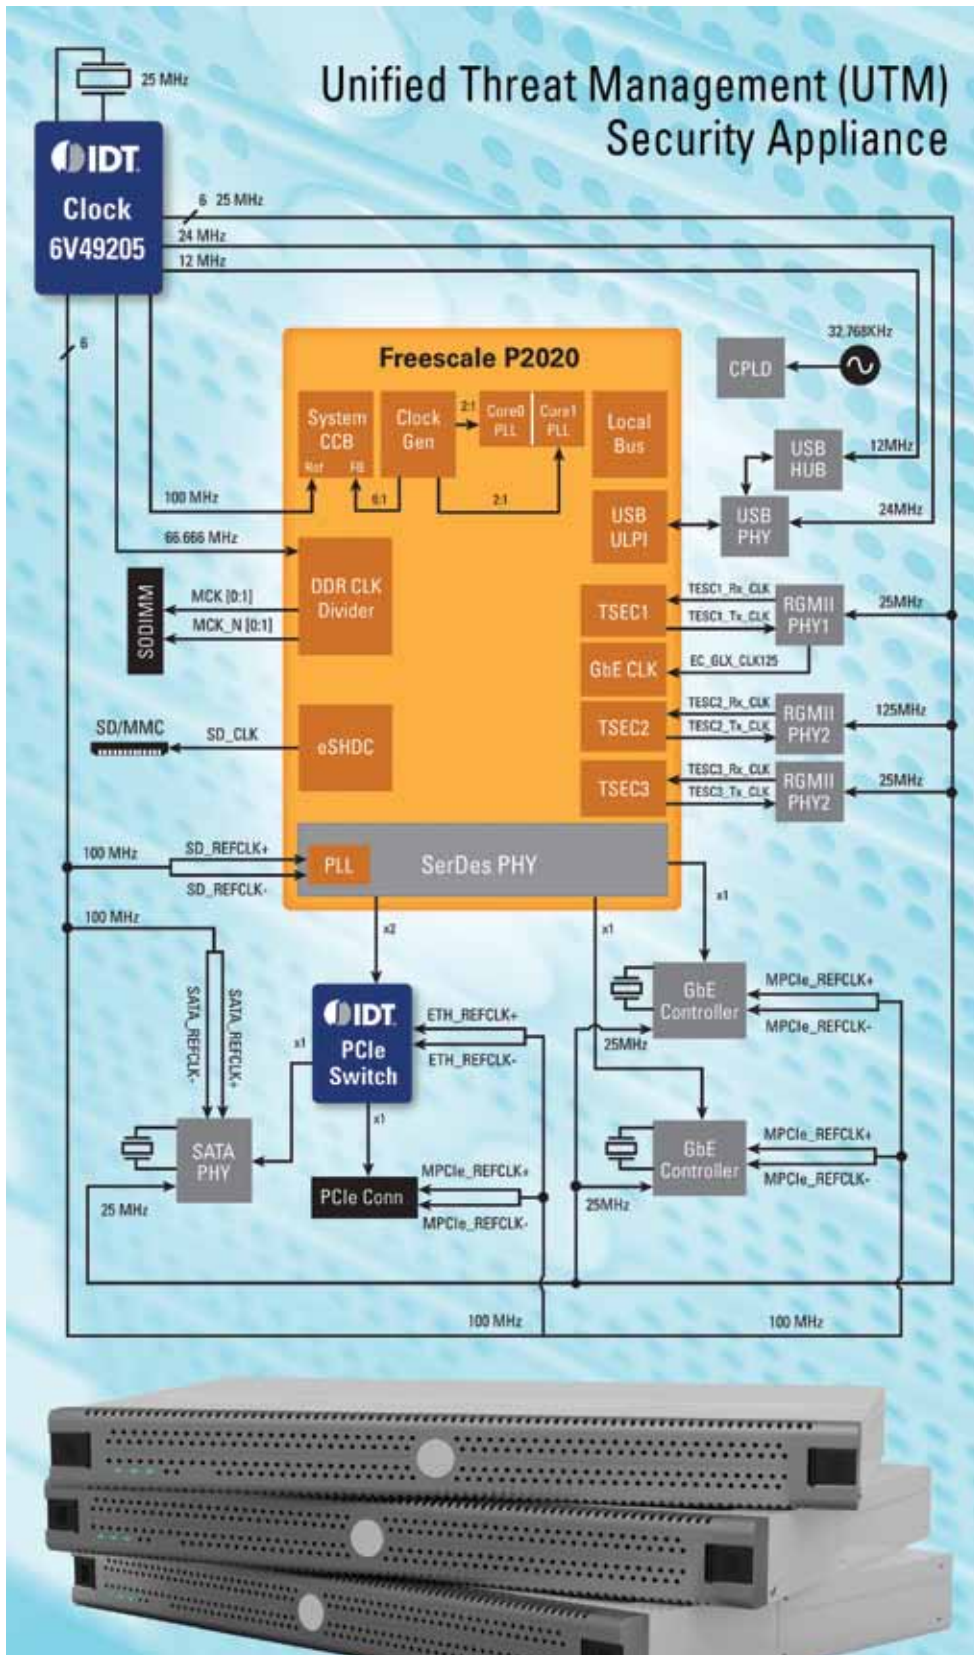 25 MHz
Unified Threat Management (UTM)
Security Appliance
IDT
Clock
6V49205
6 25 MHz
24 MHz
12 MHz
6
Freescale P2020
32.768KHz
CPLD
System
CCB
Ref FB
Clock
Gen
2:1
Core0
PLL
Core1
PLL
Local
Bus
USB
HUB
12MHz
100 MHz
6:1
2:1
USB
ULPI
USB
PHY
24MHz
66.666 MHz
SODIMM
MCK [0:1]
MCK_N [0:1]
DDR CLK
Divider
TSEC1
TESC1_Rx_CLK
TESC1_Tx_CLK
RGMII
PHY1
25MHz
GbE CLK
EC_GLX_CLK125
SD/MMC
SD_CLK
eSHDC
TSEC2
TESC2_Rx_CLK
TESC2_Tx_CLK
RGMII
PHY2
125MHz
TSEC3
TESC3_Rx_CLK
TESC3_Tx_CLK
RGMII
PHY2
25MHz
100 MHz
SD_REFCLK+
SD_REFCLK-
PLL
SerDes PHY
x1
100 MHz
x2
x1
SATA_REFCLK-
SATA_REFCLK+
IDT
PCIe
Switch
ETH_REFCLK+
ETH_REFCLK-
GbE
Controller
MPCIe_REFCLK+
MPCIe_REFCLK-
25MHz
x1
x1
SATA
PHY
25 MHz
PCIe Conn
MPCIe_REFCLK+
MPCIe_REFCLK-
GbE
Controller
MPCIe_REFCLK+
MPCIe_REFCLK-
25MHz
100 MHz
100 MHz